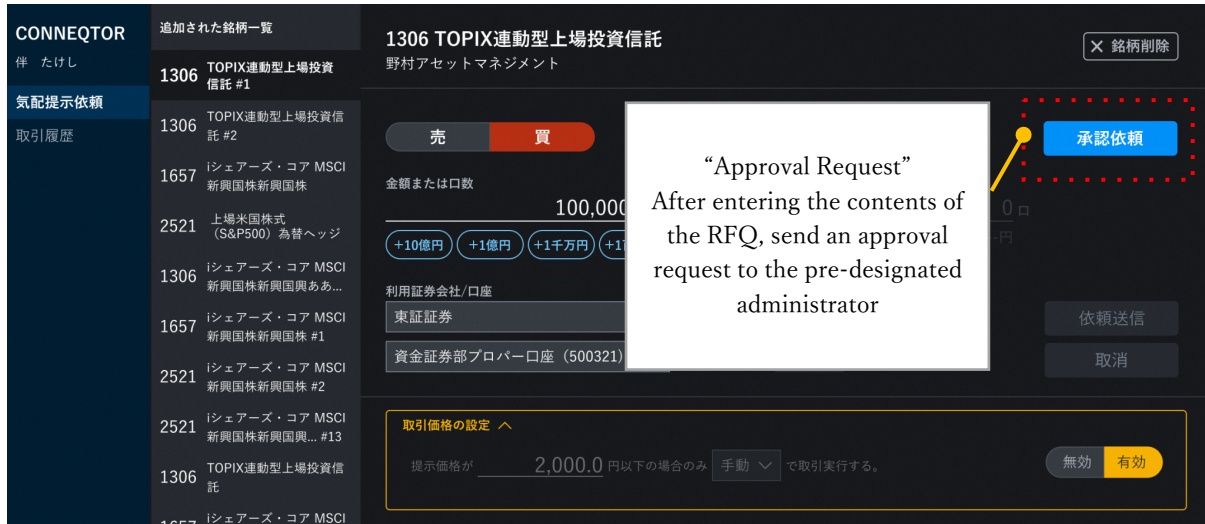 CONNEQTOR
伴 たけし
気配提示依頼
取引履歴
追加された銘柄一覧
1306 TOPIX連動型上場投資
信託 #1
1306 TOPIX連動型上場投資信
託 #2
1657 iシェアーズ・コア MSCI
新興国株新興国株
2521 上場米国株式
（S&P500）為替ヘッジ
1306 iシェアーズ・コア MSCI
新興国株新興国興ああ...
1657 iシェアーズ・コア MSCI
新興国株新興国株 #1
2521 iシェアーズ・コア MSCI
新興国株新興国株 #2
2521 iシェアーズ・コア MSCI
新興国株新興国興... #13
1306 TOPIX連動型上場投資信
託
1657 iシェアーズ・コア MSCI
1306 TOPIX連動型上場投資信託
野村アセットマネジメント
✕ 銘柄削除
売 買
承認依頼
金額または口数
100,000
0 口
-円
+10億円 +1億円 +1千万円
利用証券会社/口座
東証証券
資金証券部プロパー口座（500321）
依頼送信
取消
“Approval Request”
After entering the contents of
the RFQ, send an approval
request to the pre-designated
administrator
取引価格の設定
提示価格が 2,000.0 円以下の場合のみ 手動 で取引実行する。
無効 有効